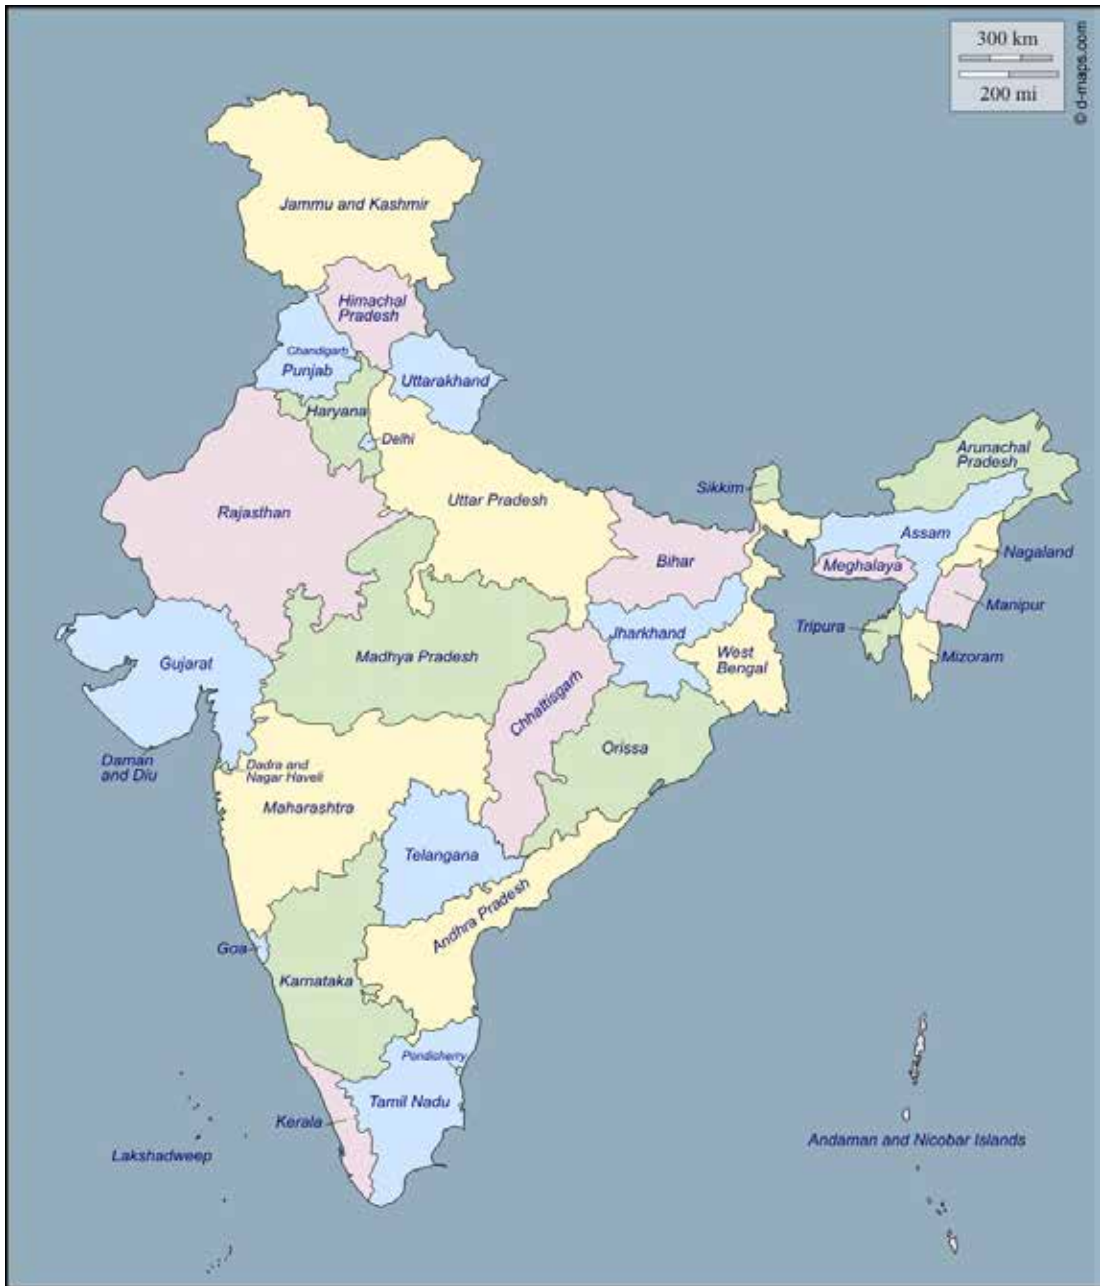 300 km
200 mi
© d-maps.com
Jammu and Kashmir
Himachal
Pradesh
Chandigarh
Punjab
Uttarakhand
Haryana
Delhi
Rajasthan
Uttar Pradesh
Sikkim
Arunachal
Pradesh
Assam
Nagaland
Bihar
Meghalaya
Manipur
Tripura
Jharkhand
Mizoram
Gujarat
Madhya Pradesh
West
Bengal
Chhattisgarh
Orissa
Daman
and Diu
Dadra and
Nagar Haveli
Maharashtra
Telangana
Andhra Pradesh
Goa
Karnataka
Pondicherry
Tamil Nadu
Kerala
Lakshadweep
Andaman and Nicobar Islands